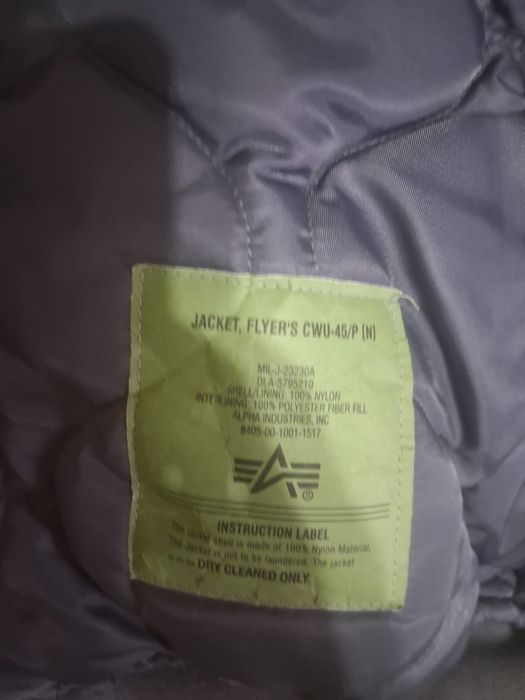 JACKET, FLYER'S CWU-45/P (N)
MIL-J-23230A
DLA-5795210
SHELL/LINING: 100% NYLON
INTERLINING: 100% POLYESTER FIBER FILL
ALPHA INDUSTRIES, INC
8405-00-1001-1517
®
INSTRUCTION LABEL
The jacket shell is made of 100% Nylon Material.
The jacket is not to be laundered. The jacket
to be DRY CLEANED ONLY.